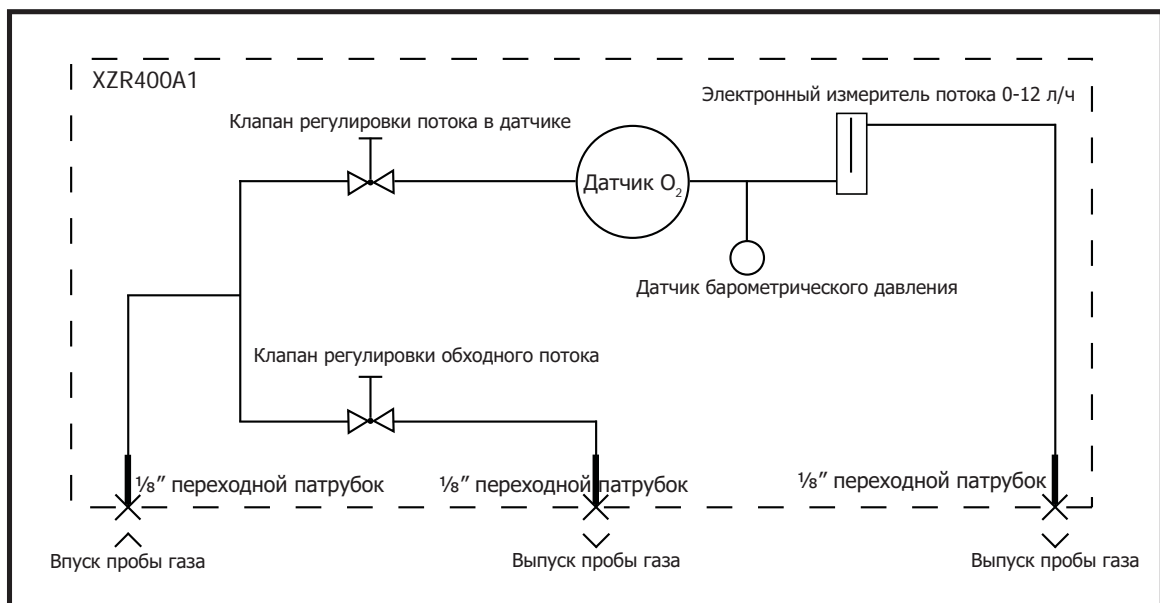 XZR400A1
Электронный измеритель потока 0-12 л/ч
Клапан регулировки потока в датчике
Датчик O₂
Датчик барометрического давления
Клапан регулировки обходного потока
⅛″ переходной патрубок
⅛″ переходной патрубок
⅛″ переходной патрубок
Впуск пробы газа
Выпуск пробы газа
Выпуск пробы газа